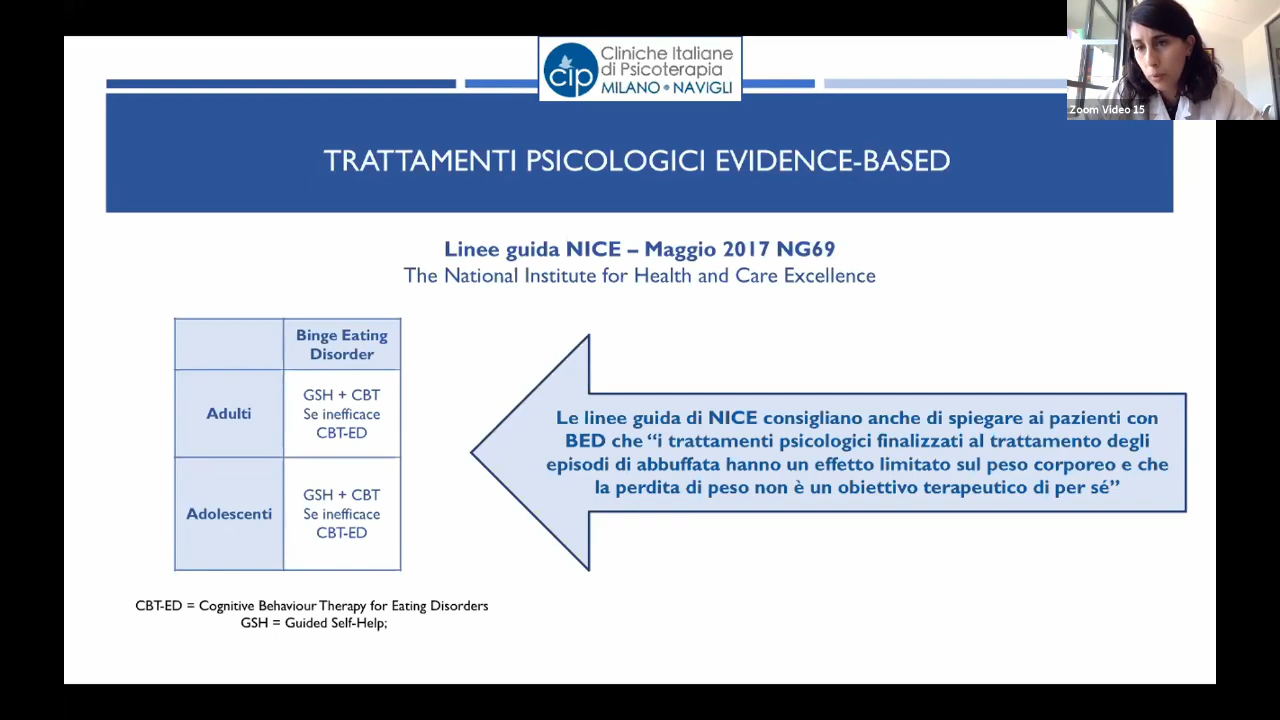 Cliniche Italiane
di Psicoterapia
cip
MILANO • NAVIGLI
Zoom Video 15
TRATTAMENTI PSICOLOGICI EVIDENCE-BASED
Linee guida NICE – Maggio 2017 NG69
The National Institute for Health and Care Excellence
Binge Eating
Disorder
Adulti
GSH + CBT
Se inefficace
CBT-ED
Adolescenti
GSH + CBT
Se inefficace
CBT-ED
Le linee guida di NICE consigliano anche di spiegare ai pazienti con
BED che “i trattamenti psicologici finalizzati al trattamento degli
episodi di abbuffata hanno un effetto limitato sul peso corporeo e che
la perdita di peso non è un obiettivo terapeutico di per sé”
CBT-ED = Cognitive Behaviour Therapy for Eating Disorders
GSH = Guided Self-Help;